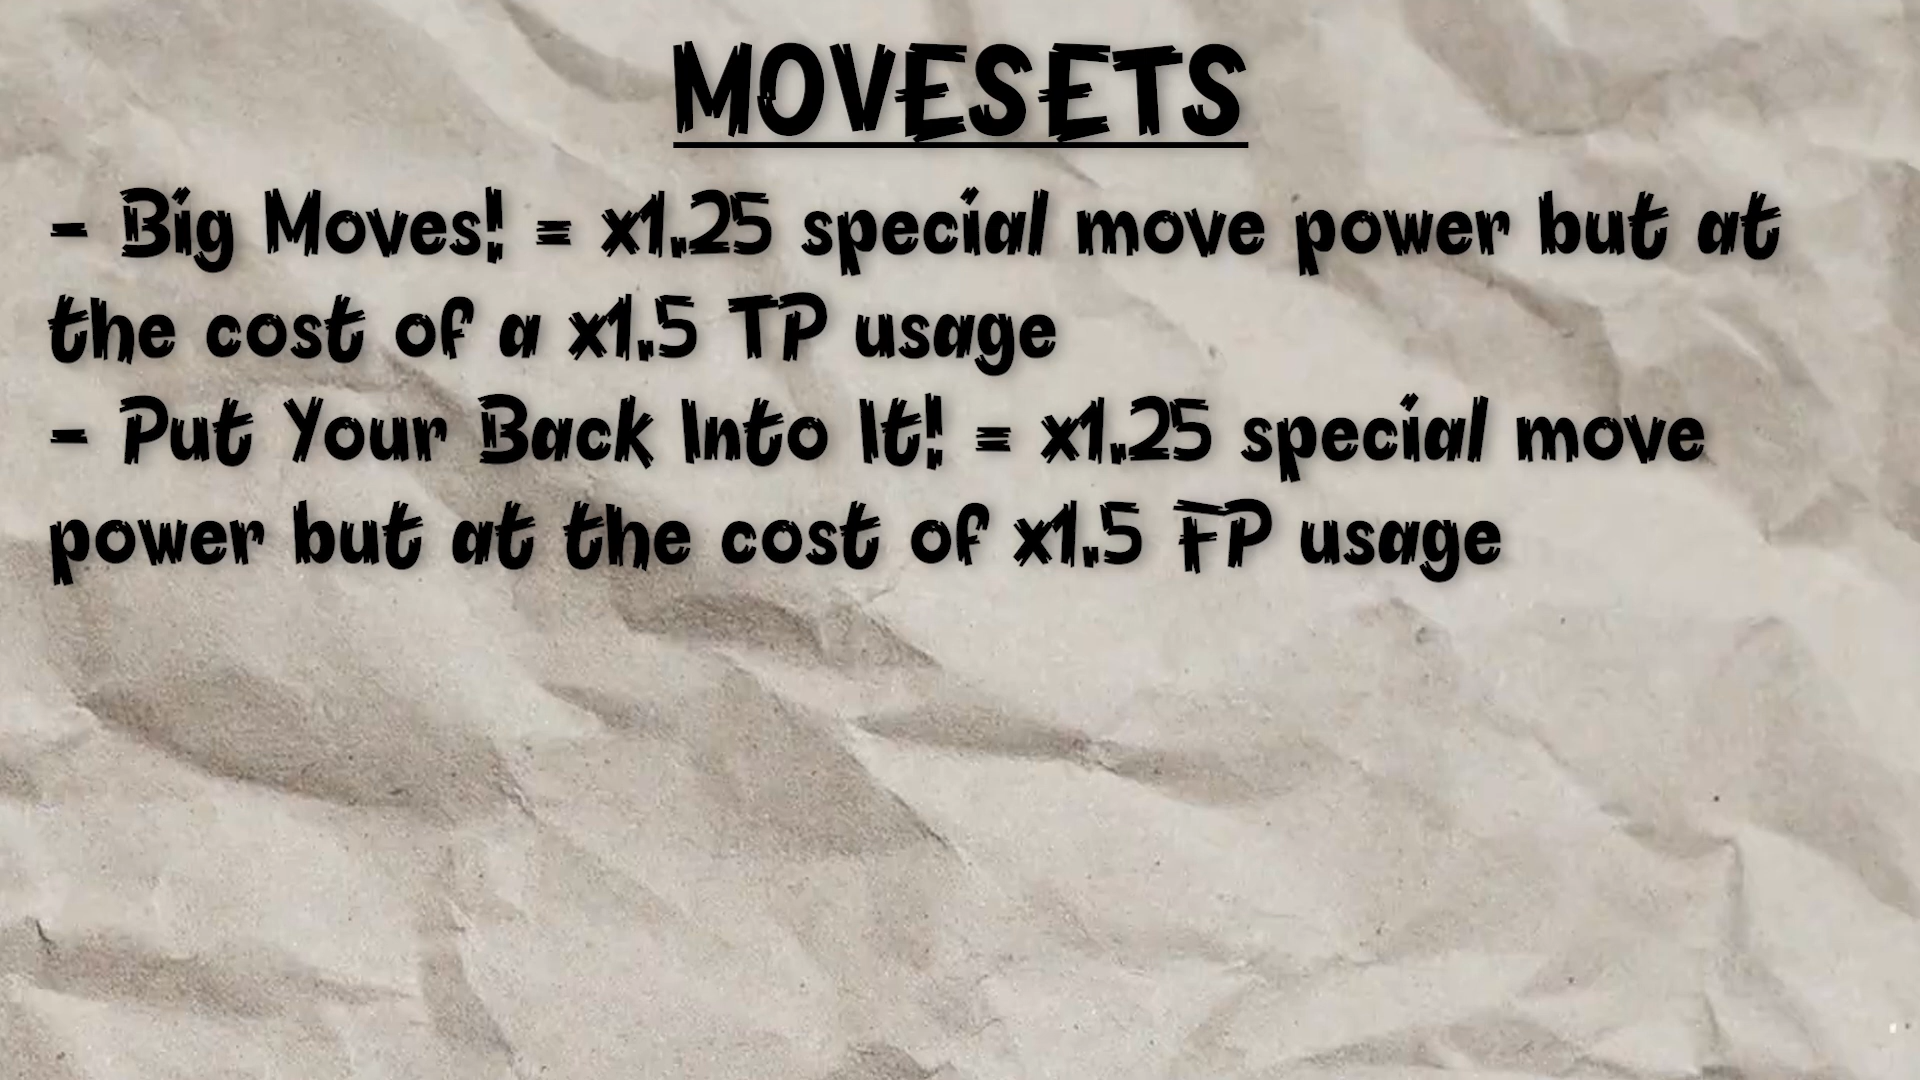 MOVESETS
- Big Moves! = x1.25 special move power but at
the cost of a x1.5 TP usage
- Put Your Back Into It! = x1.25 special move
power but at the cost of x1.5 FP usage